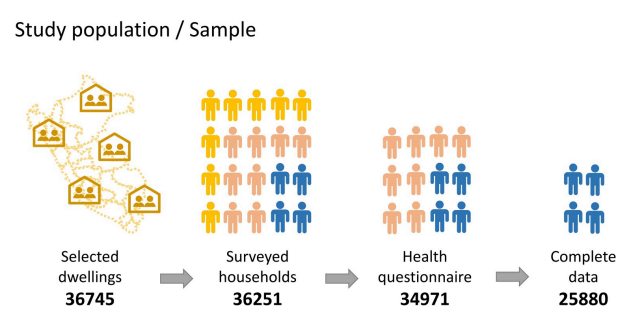 Study population / Sample
Selected
dwellings
36745
Surveyed
households
36251
Health
questionnaire
34971
Complete
data
25880